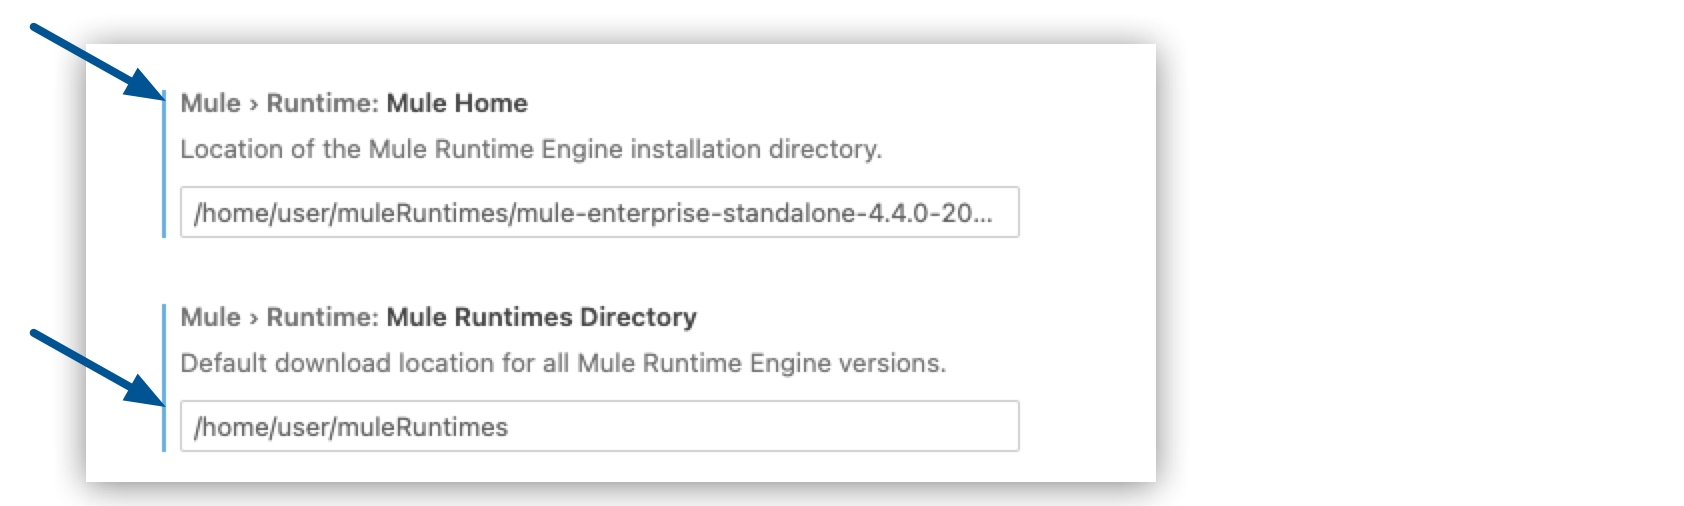 Mule › Runtime: Mule Home
Location of the Mule Runtime Engine installation directory.
/home/user/muleRuntimes/mule-enterprise-standalone-4.4.0-20...
Mule › Runtime: Mule Runtimes Directory
Default download location for all Mule Runtime Engine versions.
/home/user/muleRuntimes